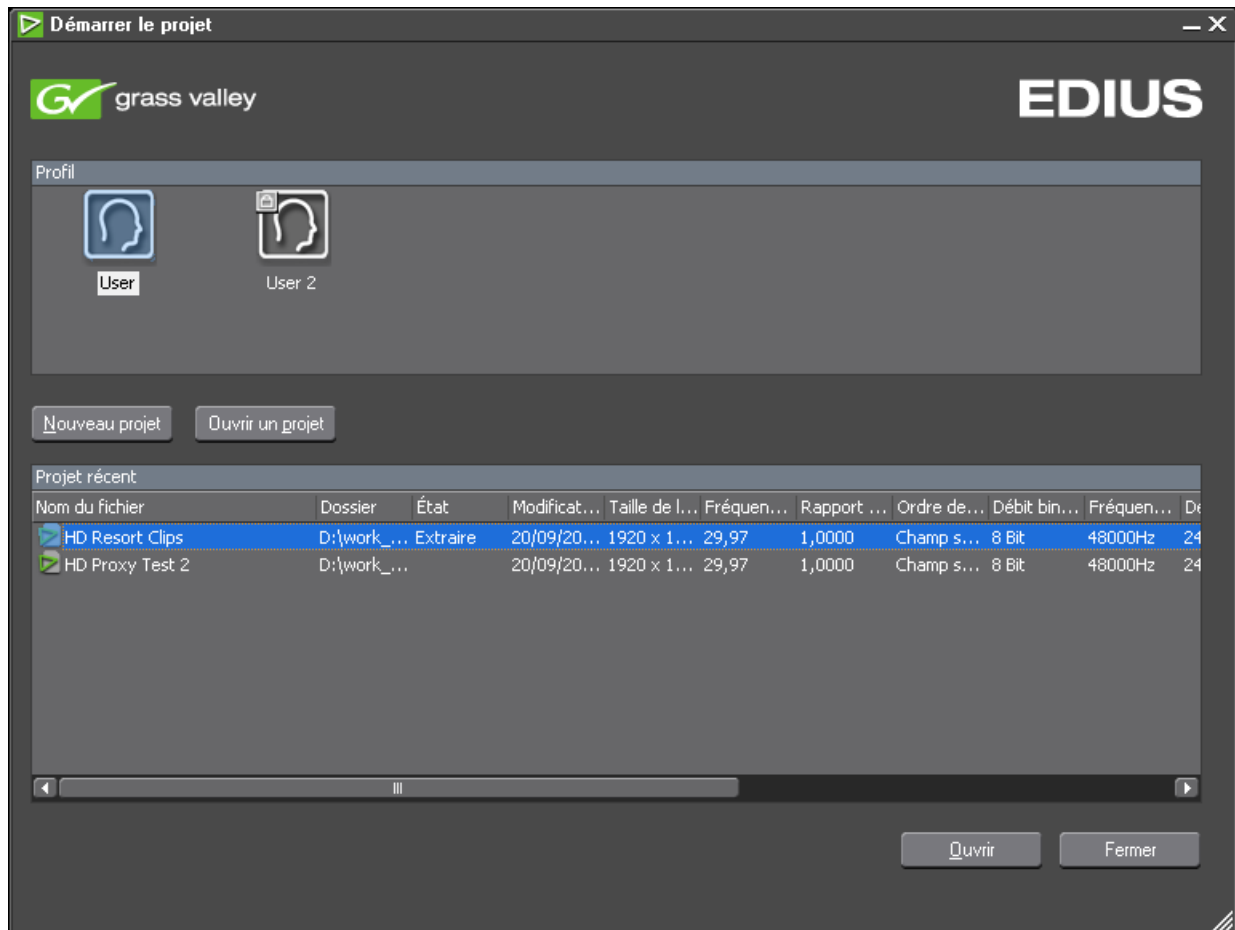 Démarrer le projet
grass valley
EDIUS
Profil
User
User 2
Nouveau projet
Ouvrir un projet
Projet récent
Nom du fichier Dossier État Modificat... Taille de l... Fréquen... Rapport ... Ordre de... Débit bin... Fréquen... De
HD Resort Clips D:\work_... Extraire 20/09/20... 1920 x 1... 29,97 1,0000 Champ s... 8 Bit 48000Hz 24
HD Proxy Test 2 D:\work_... 20/09/20... 1920 x 1... 29,97 1,0000 Champ s... 8 Bit 48000Hz 24
Ouvrir
Fermer